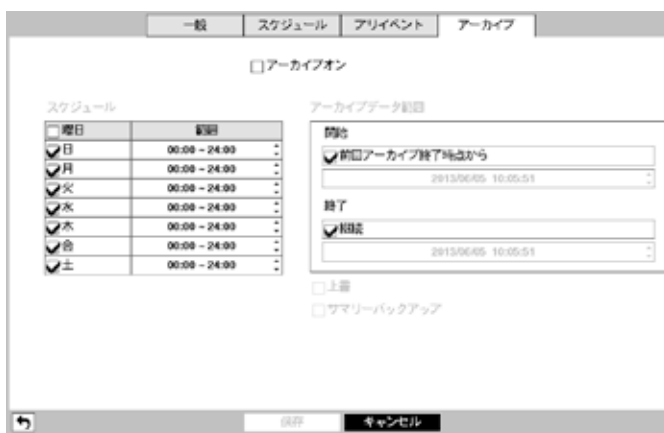 一般 スケジュール プリイベント アーカイブ
アーカイブオン
スケジュール
曜日 範囲
日 00:00 ~ 24:00
月 00:00 ~ 24:00
火 00:00 ~ 24:00
水 00:00 ~ 24:00
木 00:00 ~ 24:00
金 00:00 ~ 24:00
土 00:00 ~ 24:00
アーカイブデータ範囲
開始
前回アーカイブ終了時点から
2013/06/05 10:05:51
終了
継続
2013/06/05 10:05:51
上書
サマリーバックアップ
保存 キャンセル